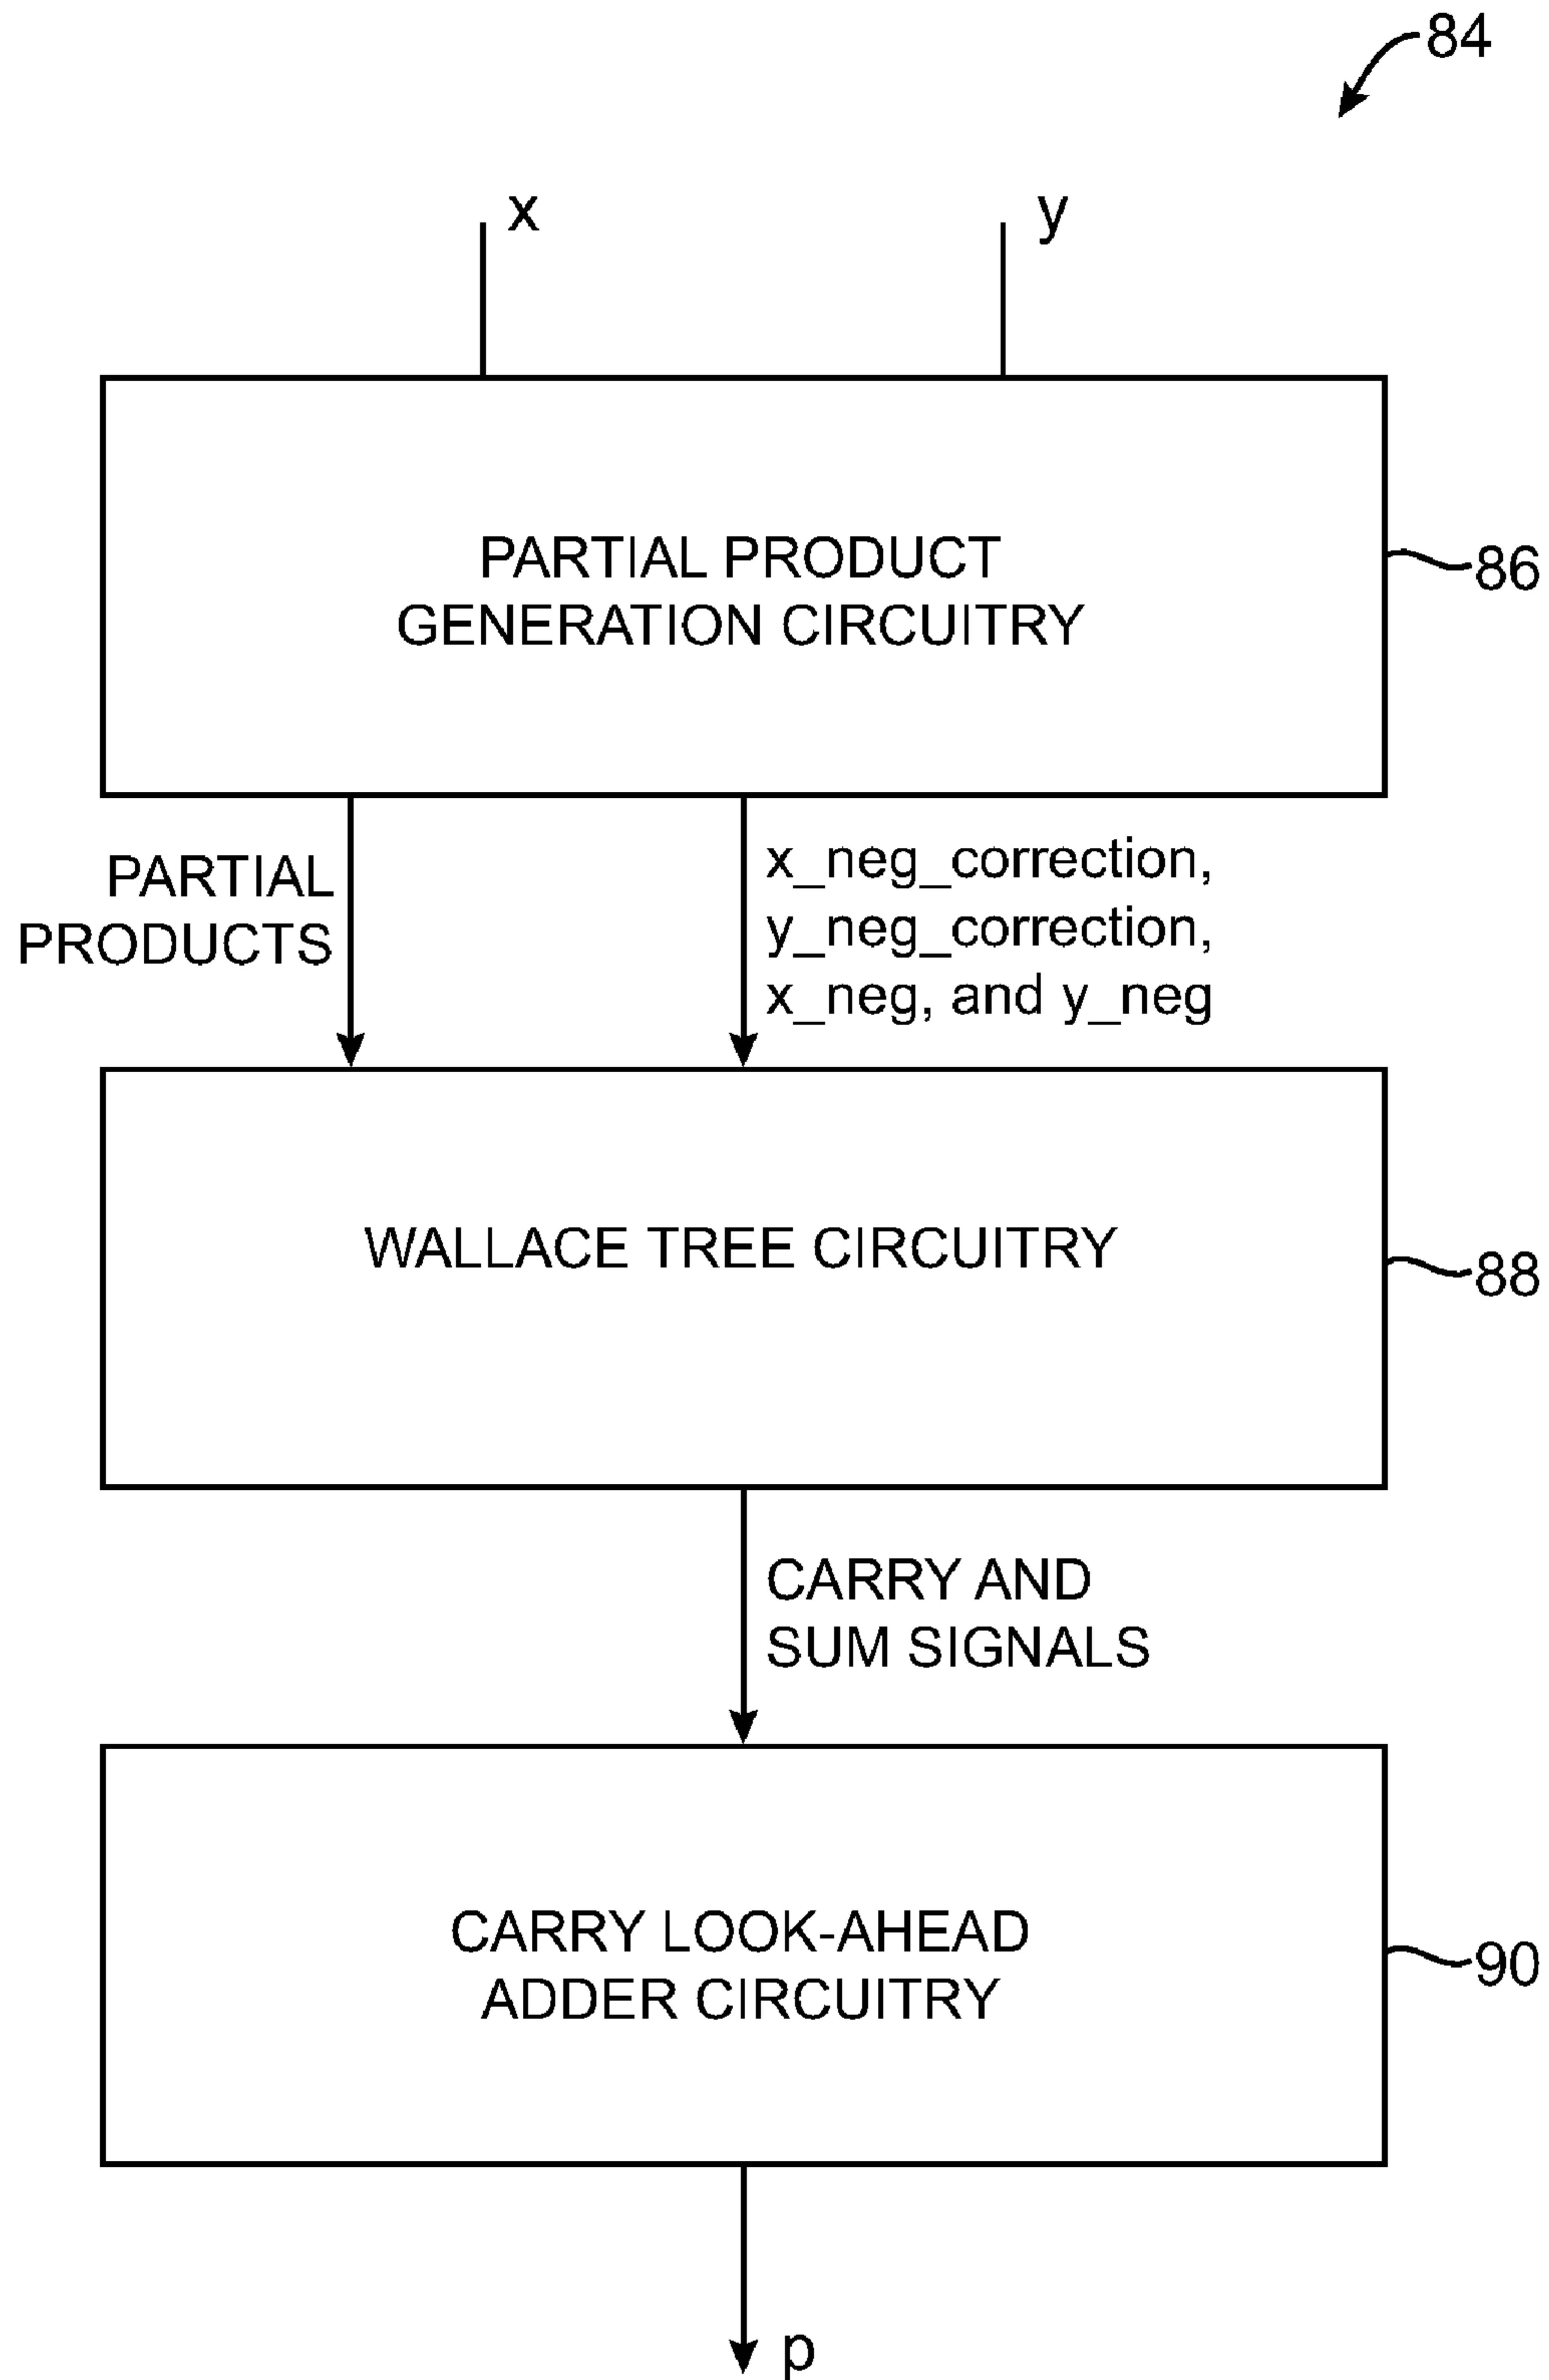 84
x
y
PARTIAL PRODUCT
GENERATION CIRCUITRY
86
PARTIAL
PRODUCTS
x_neg_correction,
y_neg_correction,
x_neg, and y_neg
WALLACE TREE CIRCUITRY
88
CARRY AND
SUM SIGNALS
CARRY LOOK-AHEAD
ADDER CIRCUITRY
90
p